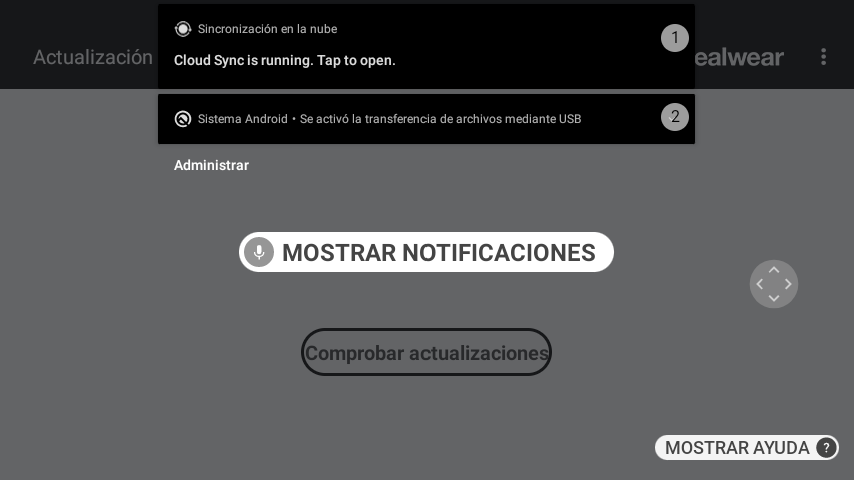 Sincronización en la nube
1
Actualización
Cloud Sync is running. Tap to open.
ealwear
Sistema Android • Se activó la transferencia de archivos mediante USB
2
Administrar
MOSTRAR NOTIFICACIONES
Comprobar actualizaciones
MOSTRAR AYUDA ?